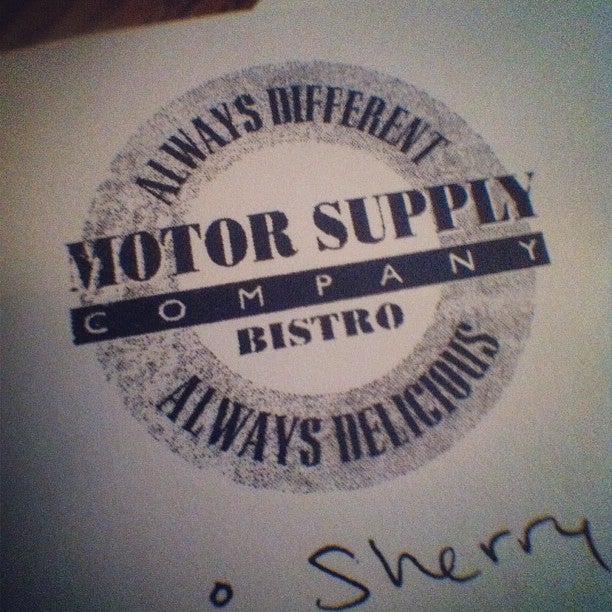 ALWAYS DIFFERENT
MOTOR SUPPLY
COMPANY
BISTRO
ALWAYS DELICIOUS
Sherry